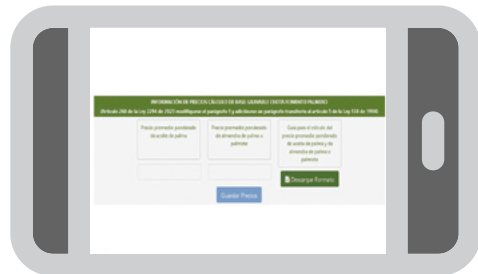 INFORMACIÓN DE PRECIOS CÁLCULO DE BASE GRAVABLE CUOTA FOMENTO PALMERO
(Artículo 268 de la Ley 2294 de 2023 modifíquese el parágrafo 1 y adiciónese un parágrafo transitorio al artículo 5 de la Ley 138 de 1994)
Precio promedio ponderado
de aceite de palma
Precio promedio ponderado
de almendra de palma o
palmiste
Guía para el cálculo del
precio promedio ponderado
de aceite de palma y de
almendra de palma o
palmiste
Descargar Formato
Guardar Precios